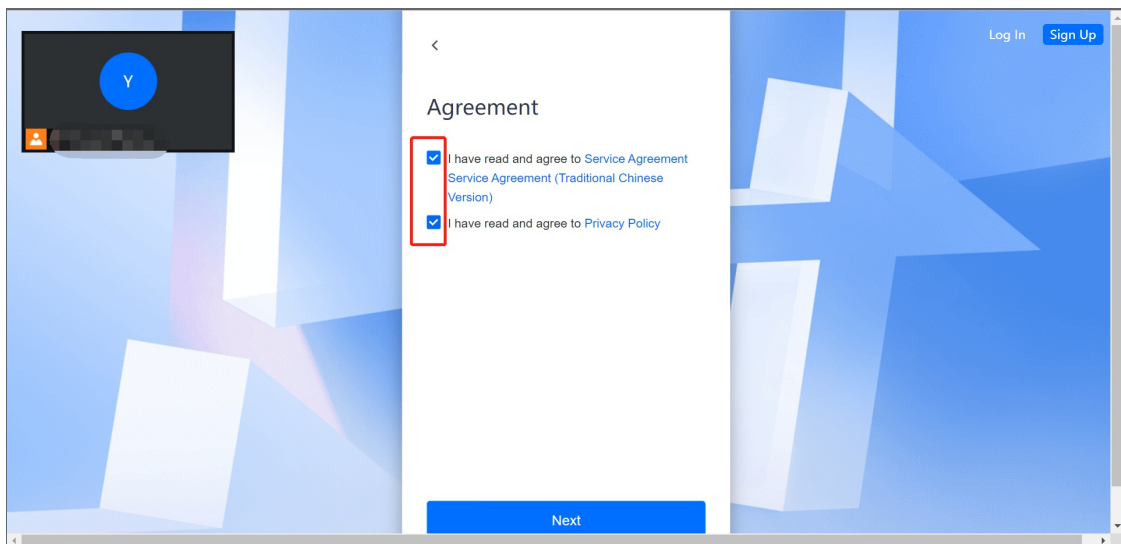 Log In
Sign Up
Y
Agreement
I have read and agree to Service Agreement
Service Agreement (Traditional Chinese
Version)
I have read and agree to Privacy Policy
Next